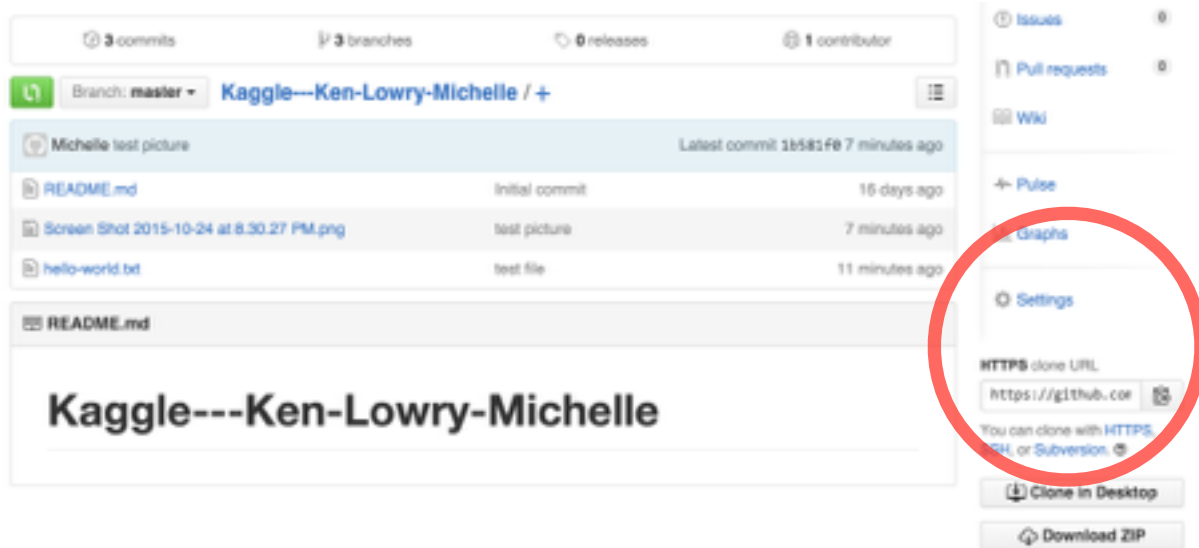 3 commits 3 branches 0 releases 1 contributor
Branch: master Kaggle---Ken-Lowry-Michelle / +
Michelle test picture Latest commit 1b581f0 7 minutes ago
README.md Initial commit 16 days ago
Screen Shot 2015-10-24 at 8.30.27 PM.png test picture 7 minutes ago
hello-world.txt test file 11 minutes ago
README.md
Kaggle---Ken-Lowry-Michelle
Issues 0
Pull requests 0
Wiki
Pulse
Graphs
Settings
HTTPS clone URL
https://github.com
You can clone with HTTPS,
SSH, or Subversion.
Clone in Desktop
Download ZIP